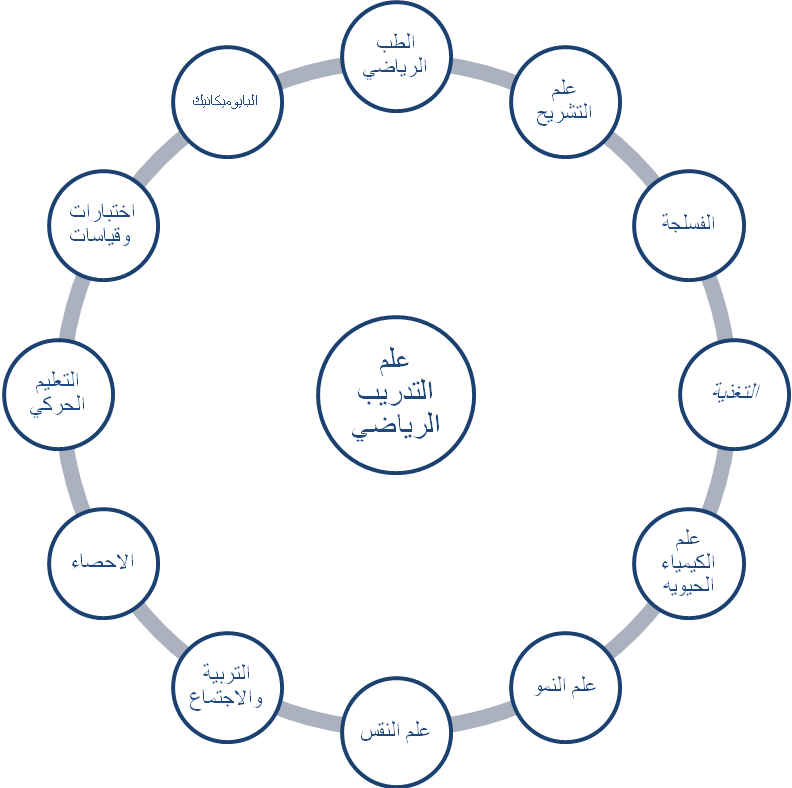 الطب
الرياضي
علم
التشريح
الفسلجة
التغذية
علم
الكيمياء
الحيويه
علم النمو
علم النقس
التربية
والاجتماع
الاحصاء
التعليم
الحركي
اختبارات
وقياسات
البايوميكانيك
علم
التدريب
الرياضي